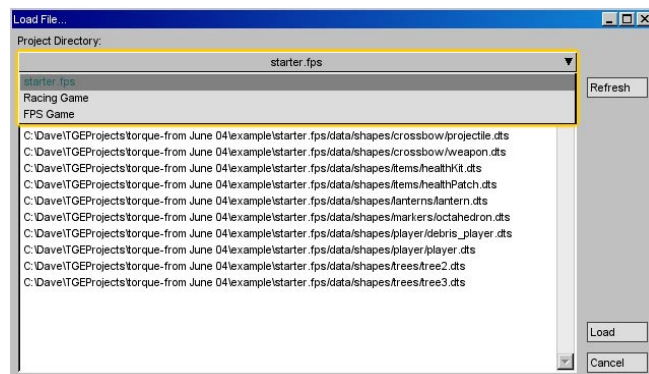 Load File...
Project Directory:
starter.fps
starter.fps
Refresh
Racing Game
FPS Game
C:\Dave\TGEProjects\torque-from June 04\example\starter.fps/data/shapes/crossbow/projectile.dts
C:\Dave\TGEProjects\torque-from June 04\example\starter.fps/data/shapes/crossbow/weapon.dts
C:\Dave\TGEProjects\torque-from June 04\example\starter.fps/data/shapes/items/healthKit.dts
C:\Dave\TGEProjects\torque-from June 04\example\starter.fps/data/shapes/items/healthPatch.dts
C:\Dave\TGEProjects\torque-from June 04\example\starter.fps/data/shapes/lanterns/lantern.dts
C:\Dave\TGEProjects\torque-from June 04\example\starter.fps/data/shapes/markers/octahedron.dts
C:\Dave\TGEProjects\torque-from June 04\example\starter.fps/data/shapes/player/debris_player.dts
C:\Dave\TGEProjects\torque-from June 04\example\starter.fps/data/shapes/player/player.dts
C:\Dave\TGEProjects\torque-from June 04\example\starter.fps/data/shapes/trees/tree2.dts
C:\Dave\TGEProjects\torque-from June 04\example\starter.fps/data/shapes/trees/tree3.dts
Load
Cancel